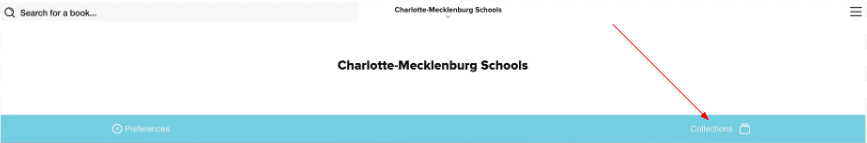 Search for a book...
Charlotte-Mecklenburg Schools
Charlotte-Mecklenburg Schools
Preferences
Collections